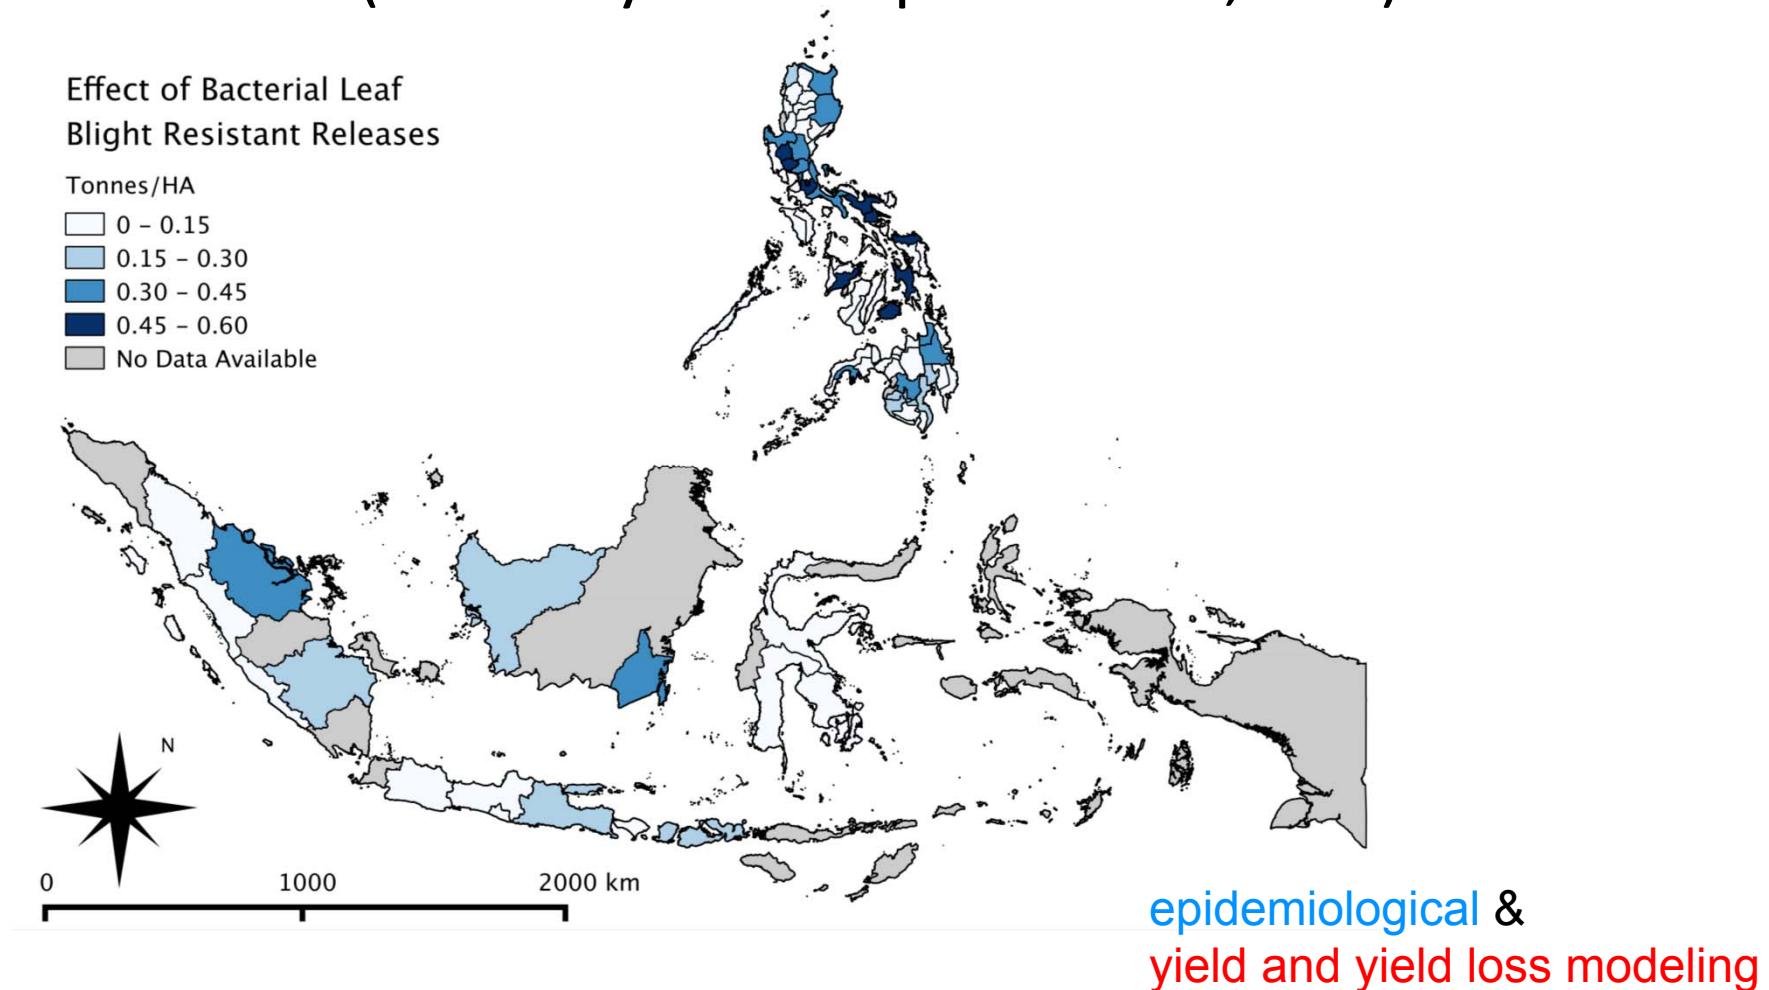 Effect of Bacterial Leaf
Blight Resistant Releases
Tonnes/HA
0 – 0.15
0.15 – 0.30
0.30 – 0.45
0.45 – 0.60
No Data Available
N
0 1000 2000 km
epidemiological &
yield and yield loss modeling